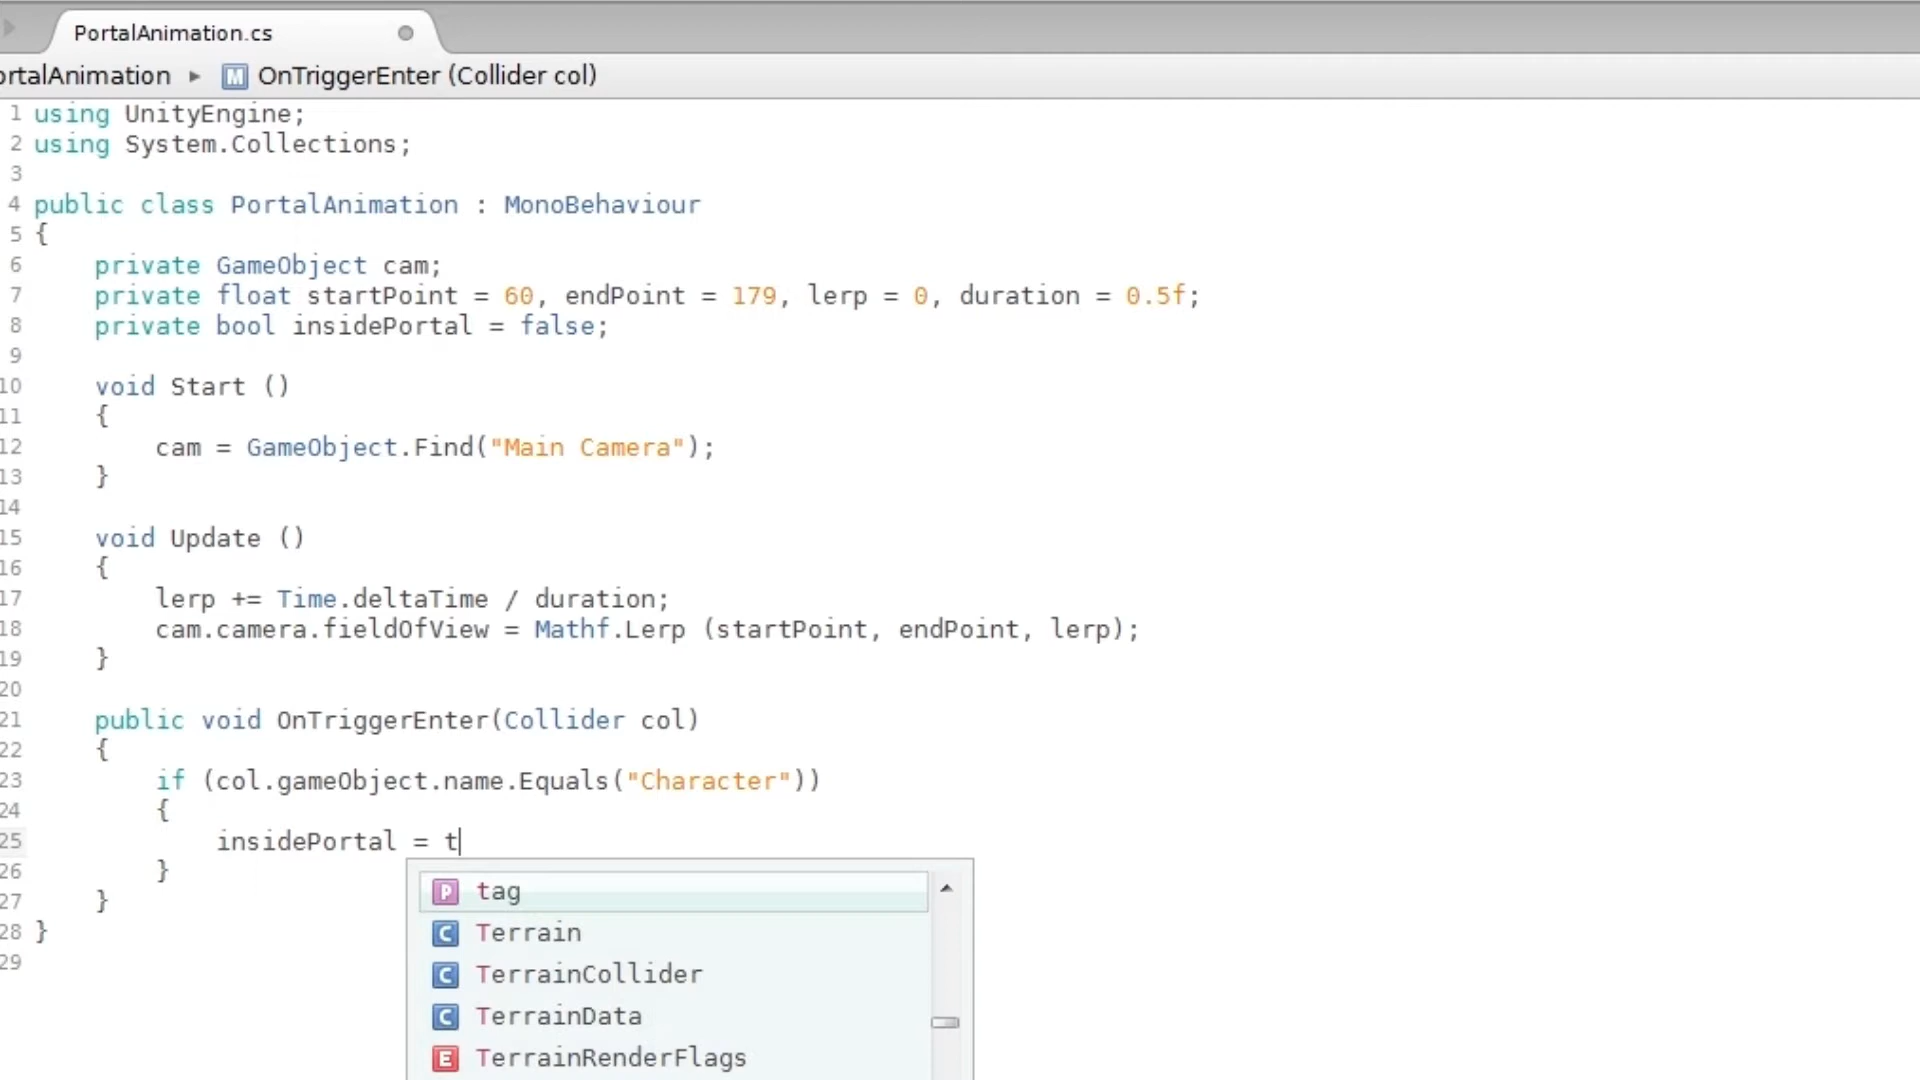 PortalAnimation.cs
ortalAnimation ▸ M OnTriggerEnter (Collider col)
1 using UnityEngine;
2 using System.Collections;
3
4 public class PortalAnimation : MonoBehaviour
5 {
6     private GameObject cam;
7     private float startPoint = 60, endPoint = 179, lerp = 0, duration = 0.5f;
8     private bool insidePortal = false;
9
10     void Start ()
11     {
12         cam = GameObject.Find("Main Camera");
13     }
14
15     void Update ()
16     {
17         lerp += Time.deltaTime / duration;
18         cam.camera.fieldOfView = Mathf.Lerp (startPoint, endPoint, lerp);
19     }
20
21     public void OnTriggerEnter(Collider col)
22     {
23         if (col.gameObject.name.Equals("Character"))
24         {
25             insidePortal = t
26         }
27     }
28 }
29
P tag
C Terrain
C TerrainCollider
C TerrainData
E TerrainRenderFlags